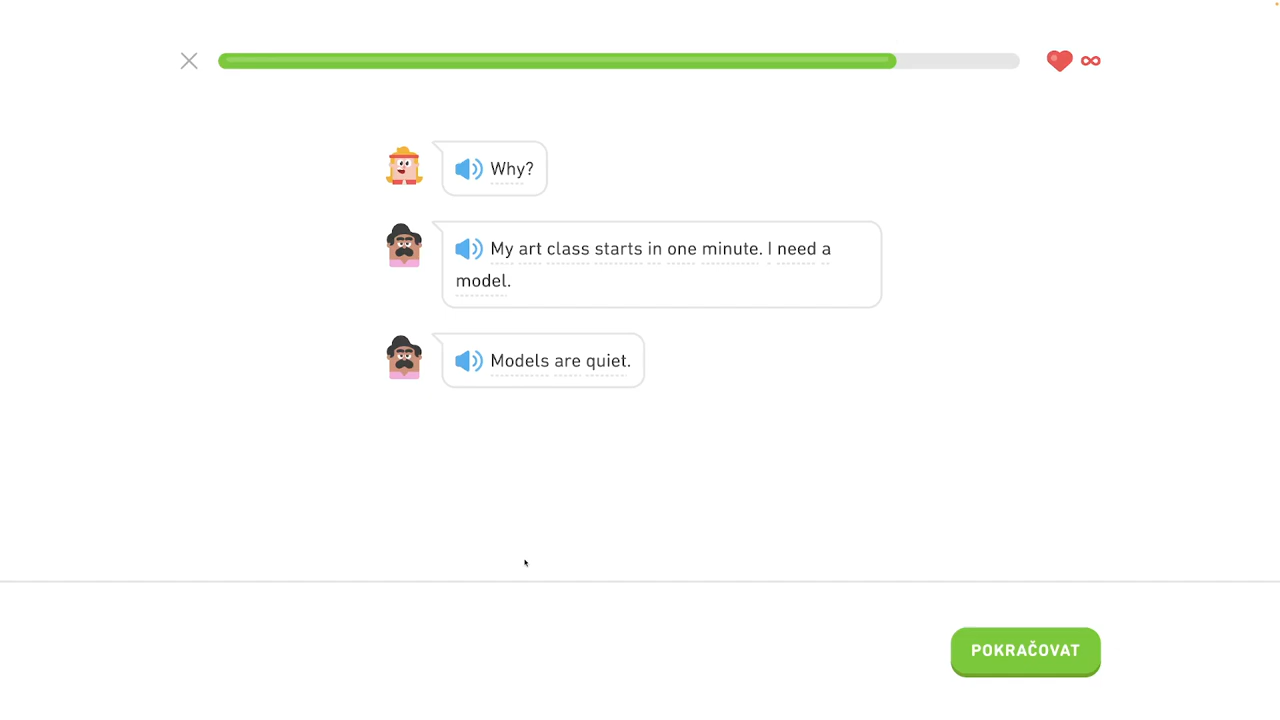 Why?
My art class starts in one minute. I need a
model.
Models are quiet.
POKRAČOVAT